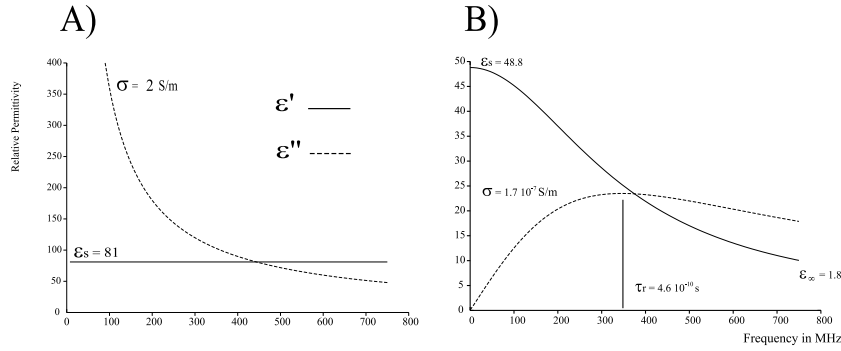 A)
Relative Permittivity
400
350
300
250
200
150
100
50
0
0 100 200 300 400 500 600 700 800
σ = 2 S/m
ε'
ε''
εs = 81
B)
50
45
40
35
30
25
20
15
10
5
0
0 100 200 300 400 500 600 700 800
εs = 48.8
σ = 1.7 10⁻⁷ S/m
τr = 4.6 10⁻¹⁰ s
ε∞ = 1.8
Frequency in MHz